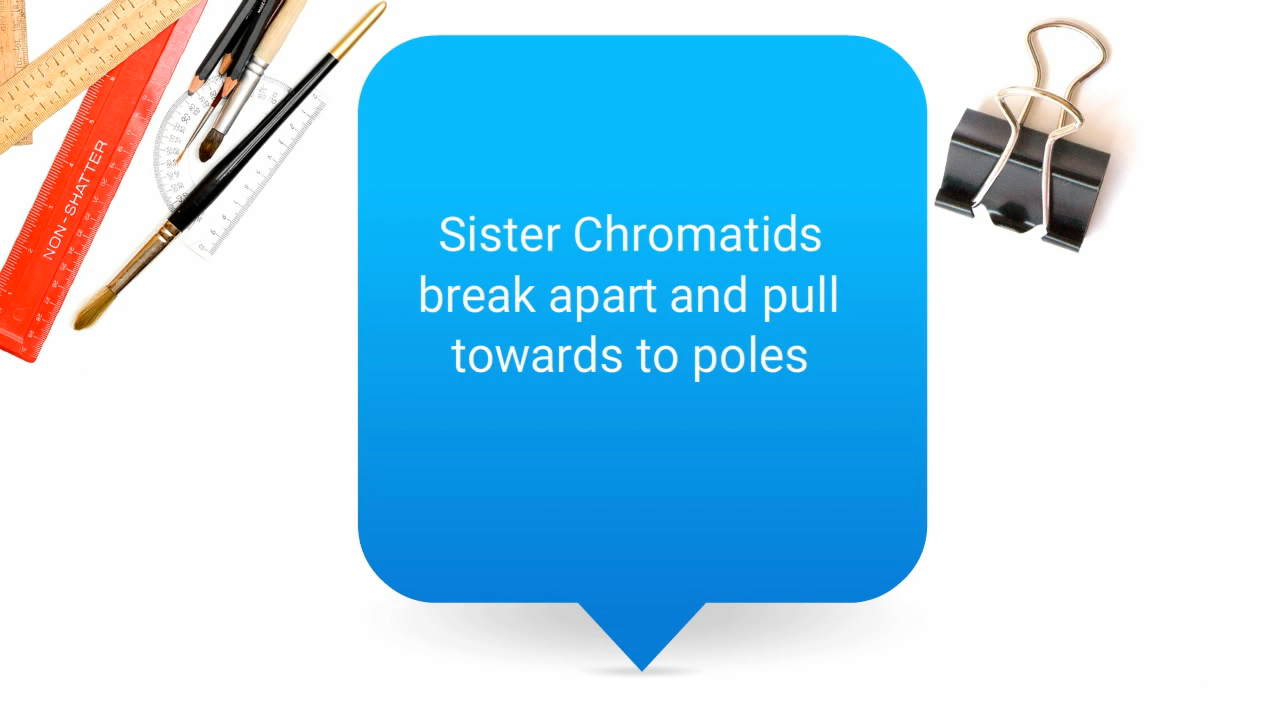 NON-SHATTER
Sister Chromatids
break apart and pull
towards to poles